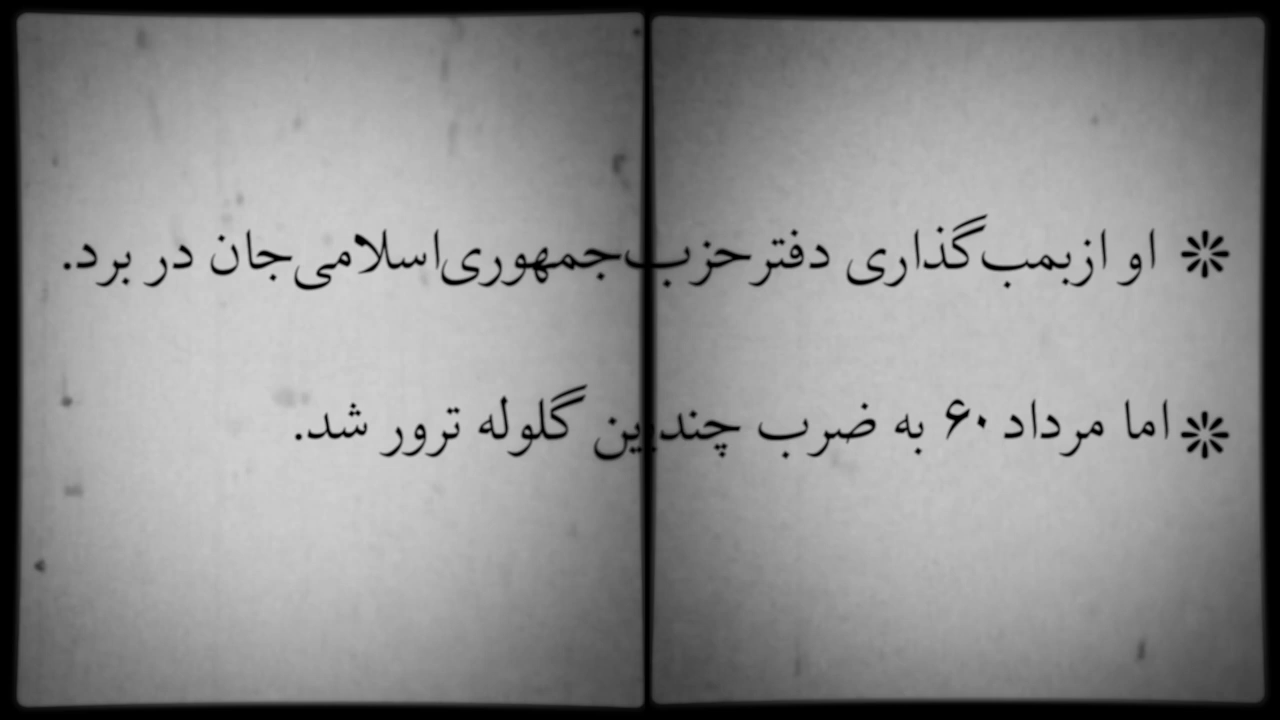 ❊ او از بمب‌گذاری دفتر حزب جمهوری اسلامی جان در برد.
❊ اما مرداد ۶۰ به ضرب چندین گلوله ترور شد.